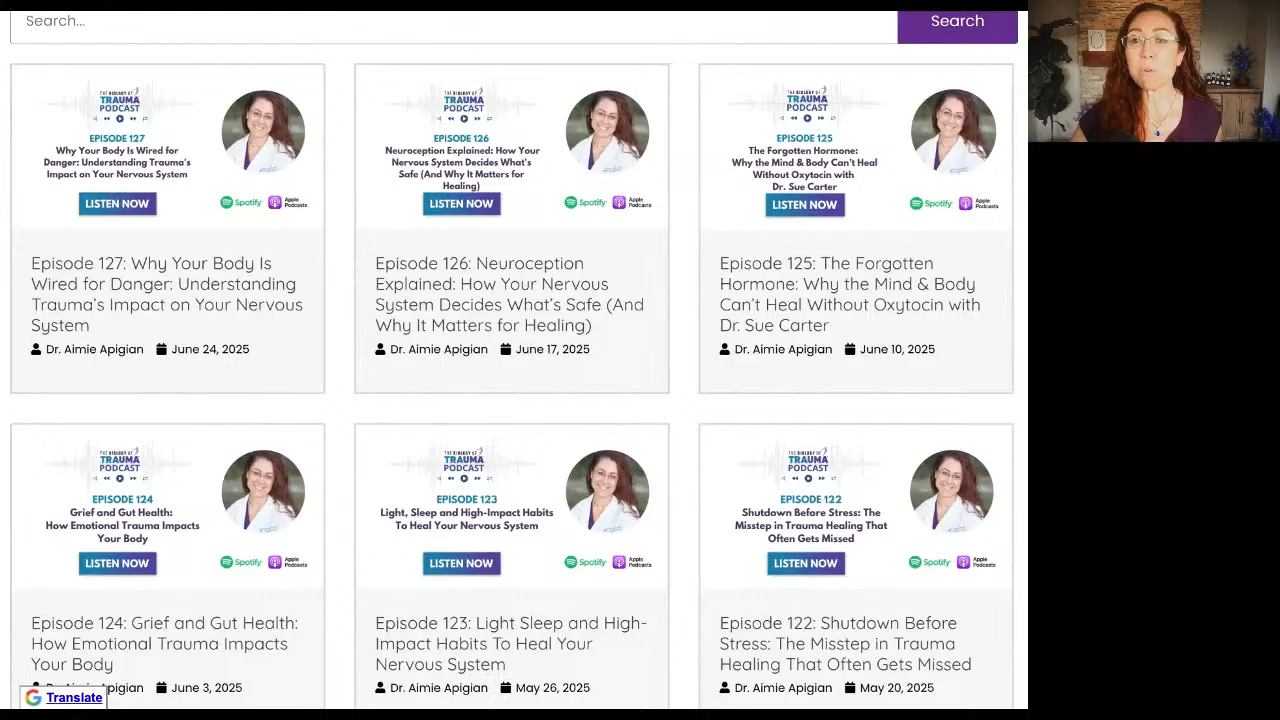 Search...
Search
THE BIOLOGY OF
TRAUMA
PODCAST
EPISODE 127
Why Your Body Is Wired for
Danger: Understanding Trauma's
Impact on Your Nervous System
LISTEN NOW
Spotify
Apple
Podcasts
Episode 127: Why Your Body Is
Wired for Danger: Understanding
Trauma’s Impact on Your Nervous
System
Dr. Aimie Apigian June 24, 2025
THE BIOLOGY OF
TRAUMA
PODCAST
EPISODE 126
Neuroception Explained: How Your
Nervous System Decides What's
Safe (And Why It Matters for
Healing)
LISTEN NOW
Spotify
Apple
Podcasts
Episode 126: Neuroception
Explained: How Your Nervous
System Decides What’s Safe (And
Why It Matters for Healing)
Dr. Aimie Apigian June 17, 2025
THE BIOLOGY OF
TRAUMA
PODCAST
EPISODE 125
The Forgotten Hormone:
Why the Mind & Body Can’t Heal
Without Oxytocin with
Dr. Sue Carter
LISTEN NOW
Spotify
Apple
Podcasts
Episode 125: The Forgotten
Hormone: Why the Mind & Body
Can’t Heal Without Oxytocin with
Dr. Sue Carter
Dr. Aimie Apigian June 10, 2025
THE BIOLOGY OF
TRAUMA
PODCAST
EPISODE 124
Grief and Gut Health:
How Emotional Trauma Impacts
Your Body
LISTEN NOW
Spotify
Apple
Podcasts
Episode 124: Grief and Gut Health:
How Emotional Trauma Impacts
Your Body
pigian June 3, 2025
THE BIOLOGY OF
TRAUMA
PODCAST
EPISODE 123
Light, Sleep and High-Impact Habits
To Heal Your Nervous System
LISTEN NOW
Spotify
Apple
Podcasts
Episode 123: Light Sleep and High-
Impact Habits To Heal Your
Nervous System
Dr. Aimie Apigian May 26, 2025
THE BIOLOGY OF
TRAUMA
PODCAST
EPISODE 122
Shutdown Before Stress: The
Misstep in Trauma Healing That
Often Gets Missed
LISTEN NOW
Spotify
Apple
Podcasts
Episode 122: Shutdown Before
Stress: The Misstep in Trauma
Healing That Often Gets Missed
Dr. Aimie Apigian May 20, 2025
Translate